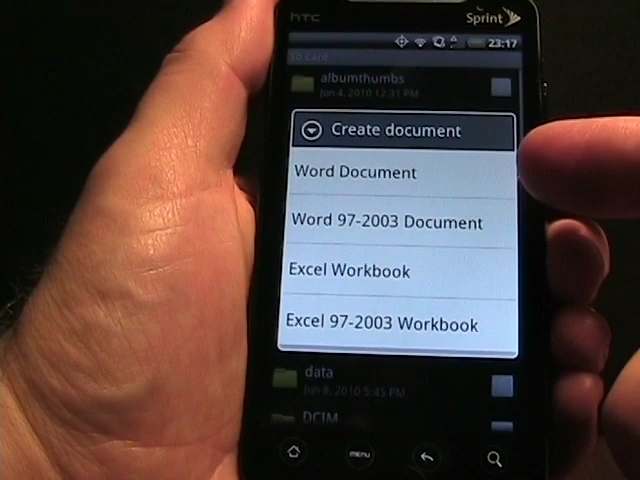 hTC
Sprint
23:17
SD Card
albumthumbs
Jun 4, 2010 12:31 PM
Create document
Word Document
Word 97-2003 Document
Excel Workbook
Excel 97-2003 Workbook
data
Jun 8, 2010 5:45 PM
DCIM
menu